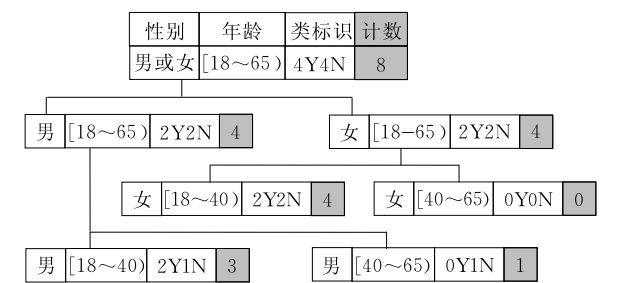 性别 年龄 类标识 计数
男或女 [18～65) 4Y4N 8
男 [18～65) 2Y2N 4
女 [18-65) 2Y2N 4
女 [18～40) 2Y2N 4
女 [40～65) 0Y0N 0
男 [18～40) 2Y1N 3
男 [40～65) 0Y1N 1